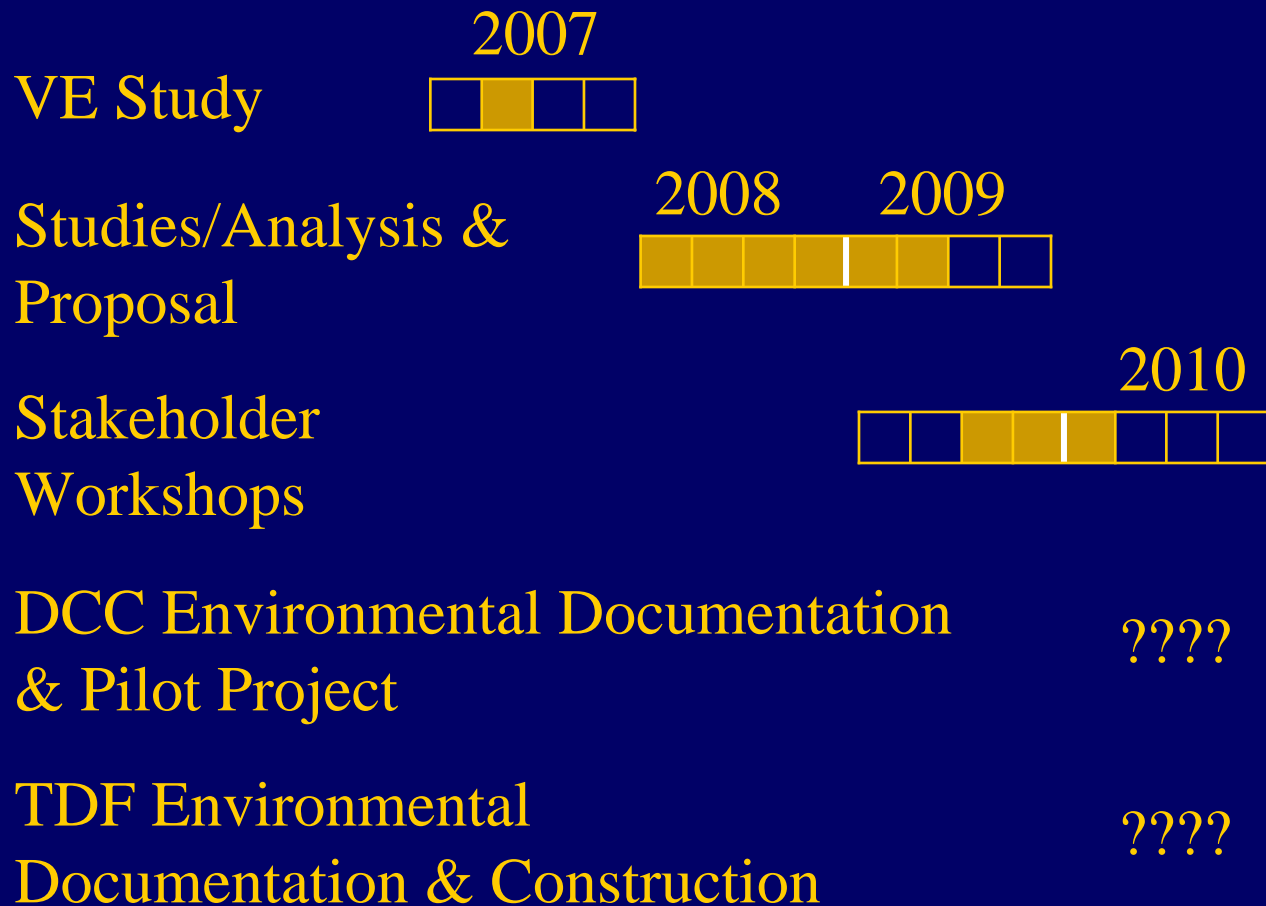 2007
VE Study
2008 2009
Studies/Analysis &
Proposal
2010
Stakeholder
Workshops
DCC Environmental Documentation
& Pilot Project
????
TDF Environmental
Documentation & Construction
????